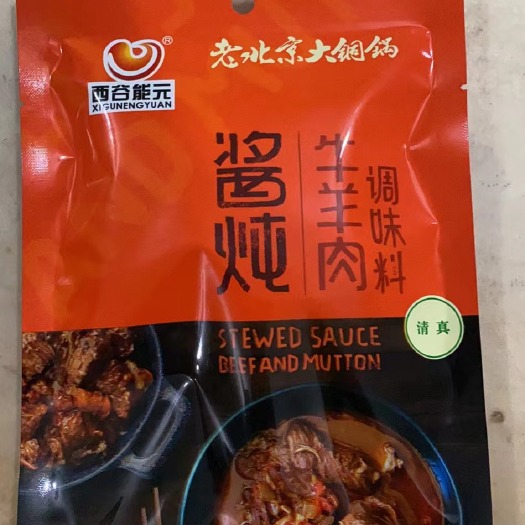 西谷能元
XIGUNENGYUAN
®
老北京大铜锅
酱炖
牛羊肉
调味料
清真
STEWED SAUCE
BEEF AND MUTTON